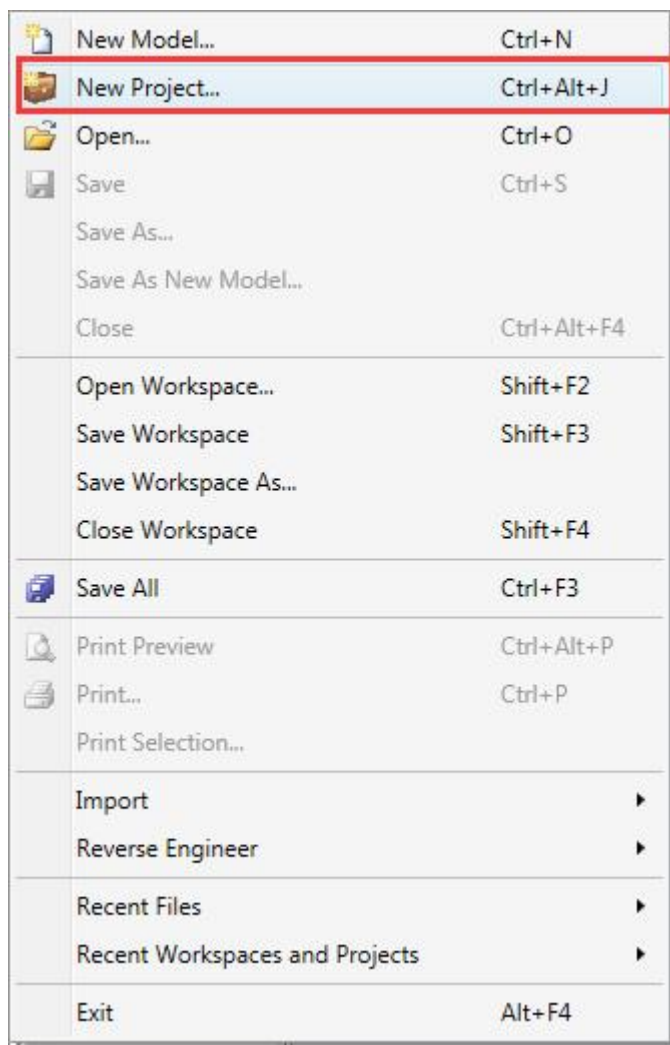 New Model... Ctrl+N
New Project... Ctrl+Alt+J
Open... Ctrl+O
Save Ctrl+S
Save As...
Save As New Model...
Close Ctrl+Alt+F4
Open Workspace... Shift+F2
Save Workspace Shift+F3
Save Workspace As...
Close Workspace Shift+F4
Save All Ctrl+F3
Print Preview Ctrl+Alt+P
Print... Ctrl+P
Print Selection...
Import
Reverse Engineer
Recent Files
Recent Workspaces and Projects
Exit Alt+F4